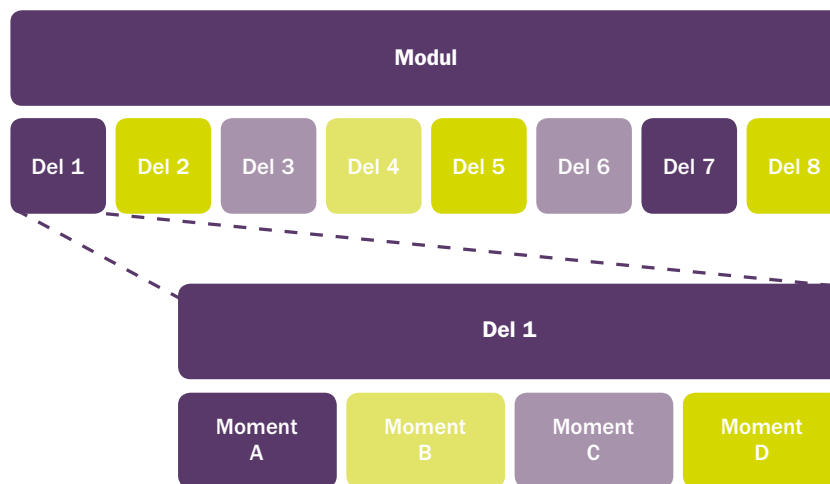 Modul
Del 1 Del 2 Del 3 Del 4 Del 5 Del 6 Del 7 Del 8
Del 1
Moment Moment Moment Moment
A B C D